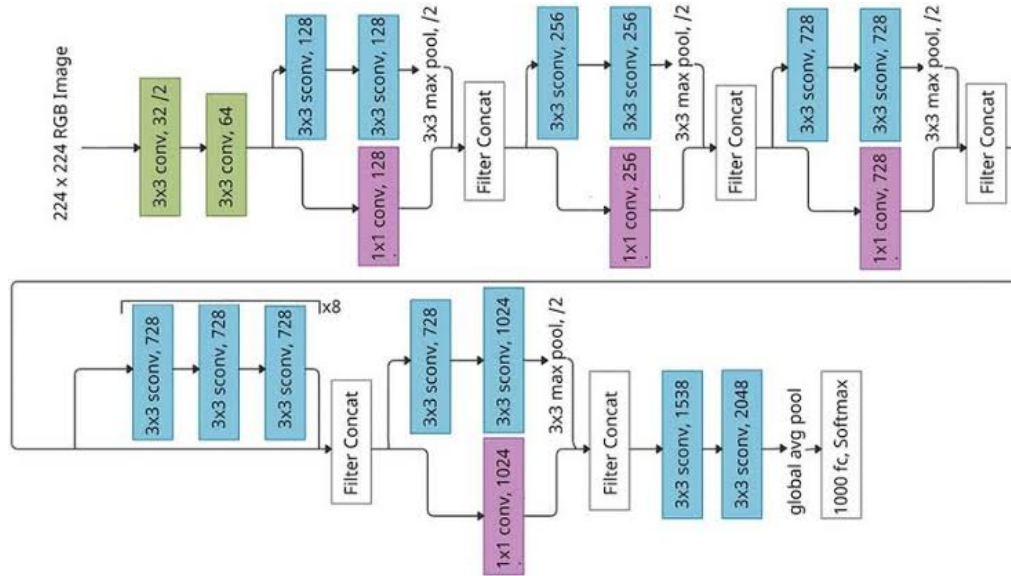 224 x 224 RGB Image
3x3 conv, 32 /2
3x3 conv, 64
3x3 sconv, 128
3x3 sconv, 128
3x3 max pool, /2
1x1 conv, 128
Filter Concat
3x3 sconv, 256
3x3 sconv, 256
3x3 max pool, /2
1x1 conv, 256
Filter Concat
3x3 sconv, 728
3x3 sconv, 728
3x3 max pool, /2
1x1 conv, 728
Filter Concat
3x3 sconv, 728
3x3 sconv, 728
3x3 sconv, 728
x8
Filter Concat
3x3 sconv, 728
3x3 sconv, 1024
3x3 max pool, /2
1x1 conv, 1024
Filter Concat
3x3 sconv, 1538
3x3 sconv, 2048
global avg pool
1000 fc, Softmax